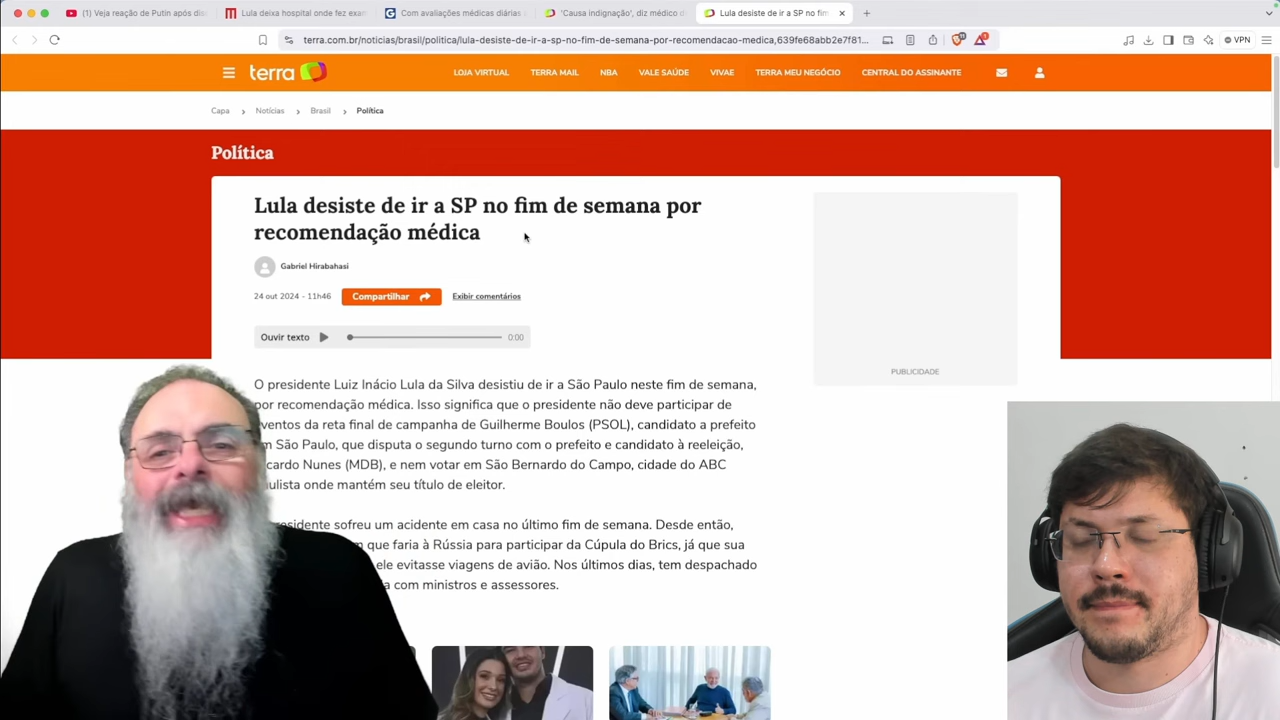 (1) Veja reação de Putin após dis
Lula deixa hospital onde fez exam
Com avaliações médicas diárias
'Causa indignação', diz médico d
Lula desiste de ir a SP no fim
terra.com.br/noticias/brasil/politica/lula-desiste-de-ir-a-sp-no-fim-de-semana-por-recomendacao-medica,639fe68abb2e7f81...
VPN
terra
LOJA VIRTUAL
TERRA MAIL
NBA
VALE SAÚDE
VIVAE
TERRA MEU NEGÓCIO
CENTRAL DO ASSINANTE
Capa > Notícias > Brasil > Política
Política
Lula desiste de ir a SP no fim de semana por
recomendação médica
Gabriel Hirabahasi
24 out 2024 - 11h46
Compartilhar
Exibir comentários
Ouvir texto
0:00
PUBLICIDADE
O presidente Luiz Inácio Lula da Silva desistiu de ir a São Paulo neste fim de semana,
por recomendação médica. Isso significa que o presidente não deve participar de
ventos da reta final de campanha de Guilherme Boulos (PSOL), candidato a prefeito
m São Paulo, que disputa o segundo turno com o prefeito e candidato à reeleição,
cardo Nunes (MDB), e nem votar em São Bernardo do Campo, cidade do ABC
ulista onde mantém seu título de eleitor.
residente sofreu um acidente em casa no último fim de semana. Desde então,
m que faria à Rússia para participar da Cúpula do Brics, já que sua
ele evitasse viagens de avião. Nos últimos dias, tem despachado
a com ministros e assessores.